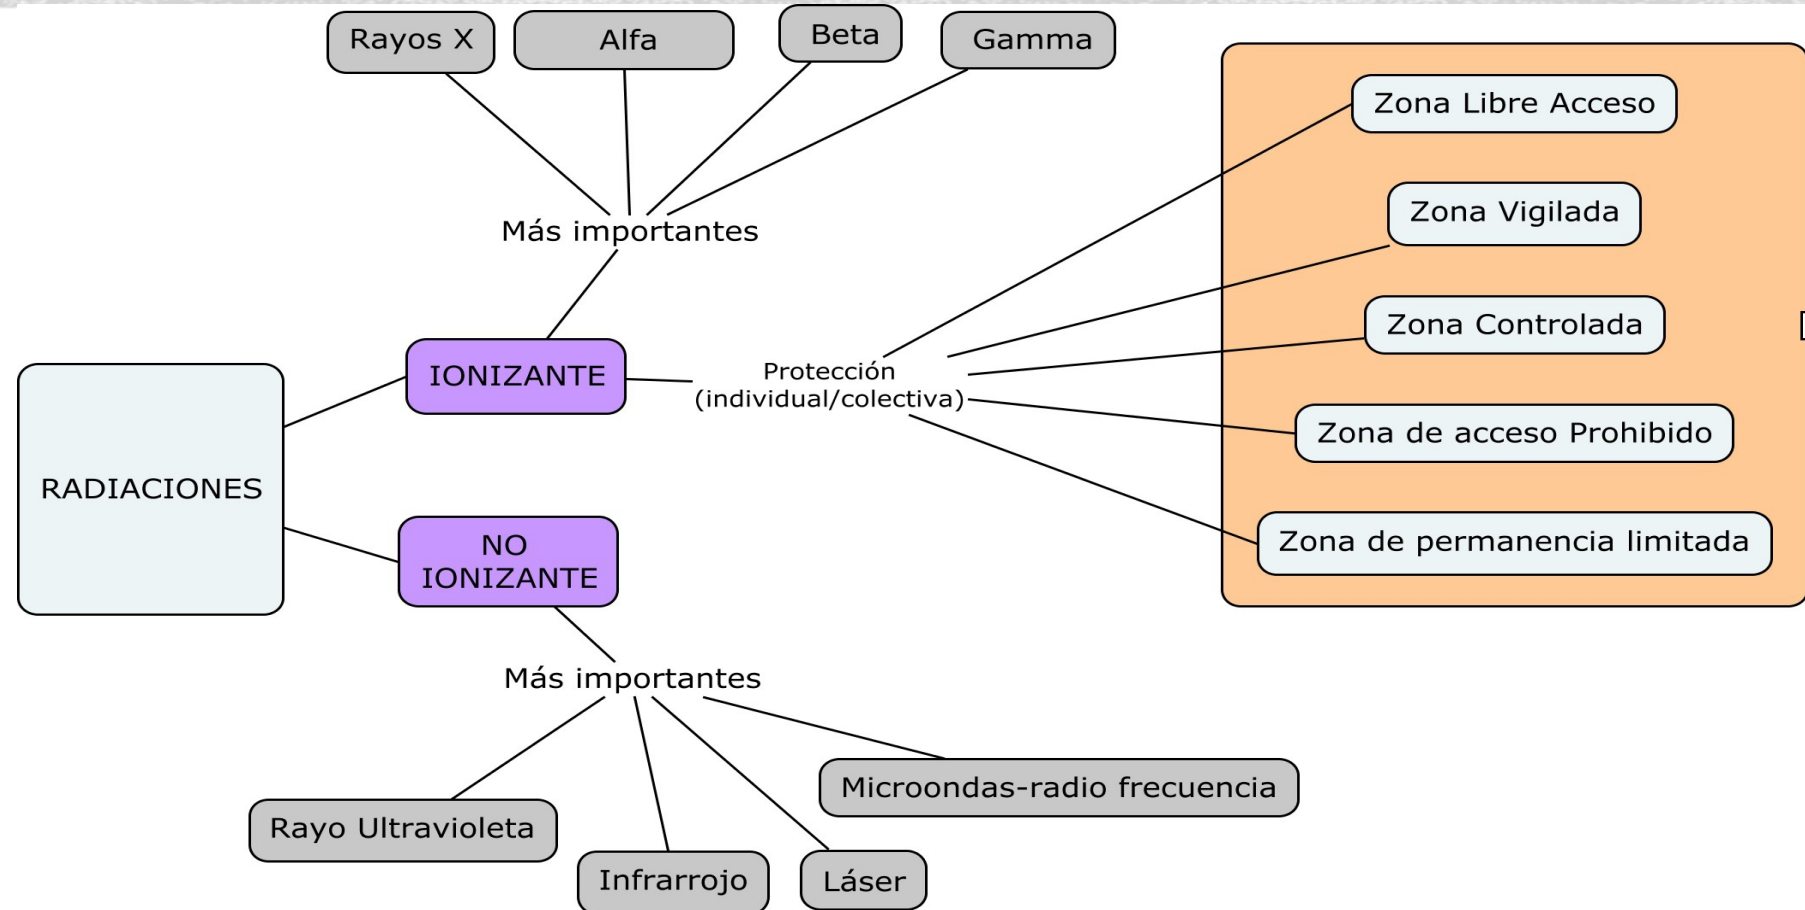 Rayos X
Alfa
Beta
Gamma
Más importantes
Zona Libre Acceso
Zona Vigilada
Zona Controlada
Zona de acceso Prohibido
Zona de permanencia limitada
IONIZANTE
Protección
(individual/colectiva)
RADIACIONES
NO
IONIZANTE
Más importantes
Microondas-radio frecuencia
Rayo Ultravioleta
Infrarrojo
Láser